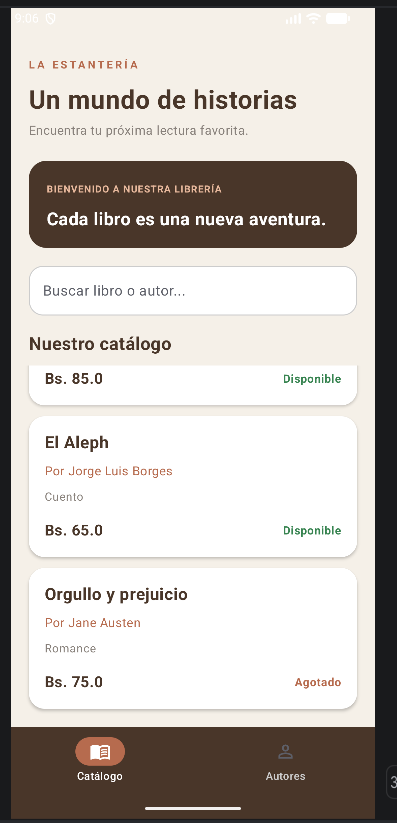 9:06
LA ESTANTERÍA
Un mundo de historias
Encuentra tu próxima lectura favorita.
BIENVENIDO A NUESTRA LIBRERÍA
Cada libro es una nueva aventura.
Buscar libro o autor...
Nuestro catálogo
Bs. 85.0 Disponible
El Aleph
Por Jorge Luis Borges
Cuento
Bs. 65.0 Disponible
Orgullo y prejuicio
Por Jane Austen
Romance
Bs. 75.0 Agotado
Catálogo Autores